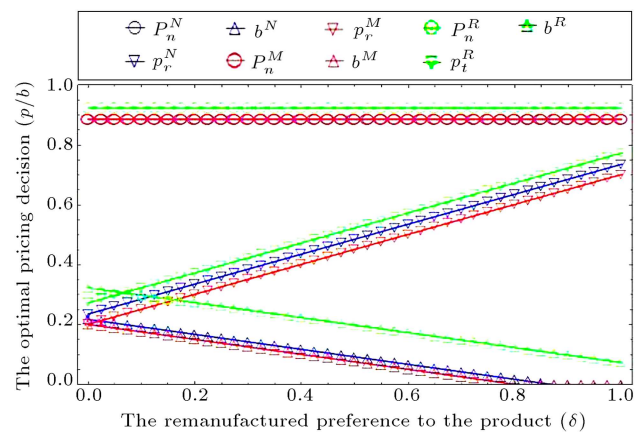 P_n^N b^N p_r^M P_n^R b^R
p_r^N P_n^M b^M p_t^R
The optimal pricing decision (p/b)
1.0
0.8
0.6
0.4
0.2
0.0
0.0 0.2 0.4 0.6 0.8 1.0
The remanufactured preference to the product (δ)